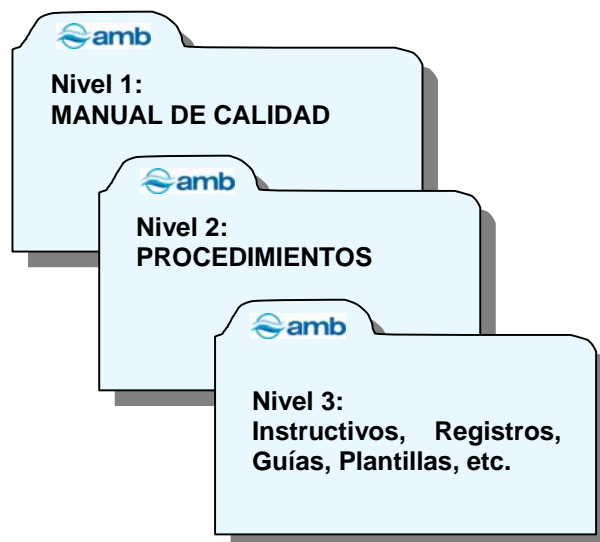 amb
Nivel 1:
MANUAL DE CALIDAD
amb
Nivel 2:
PROCEDIMIENTOS
amb
Nivel 3:
Instructivos, Registros,
Guías, Plantillas, etc.